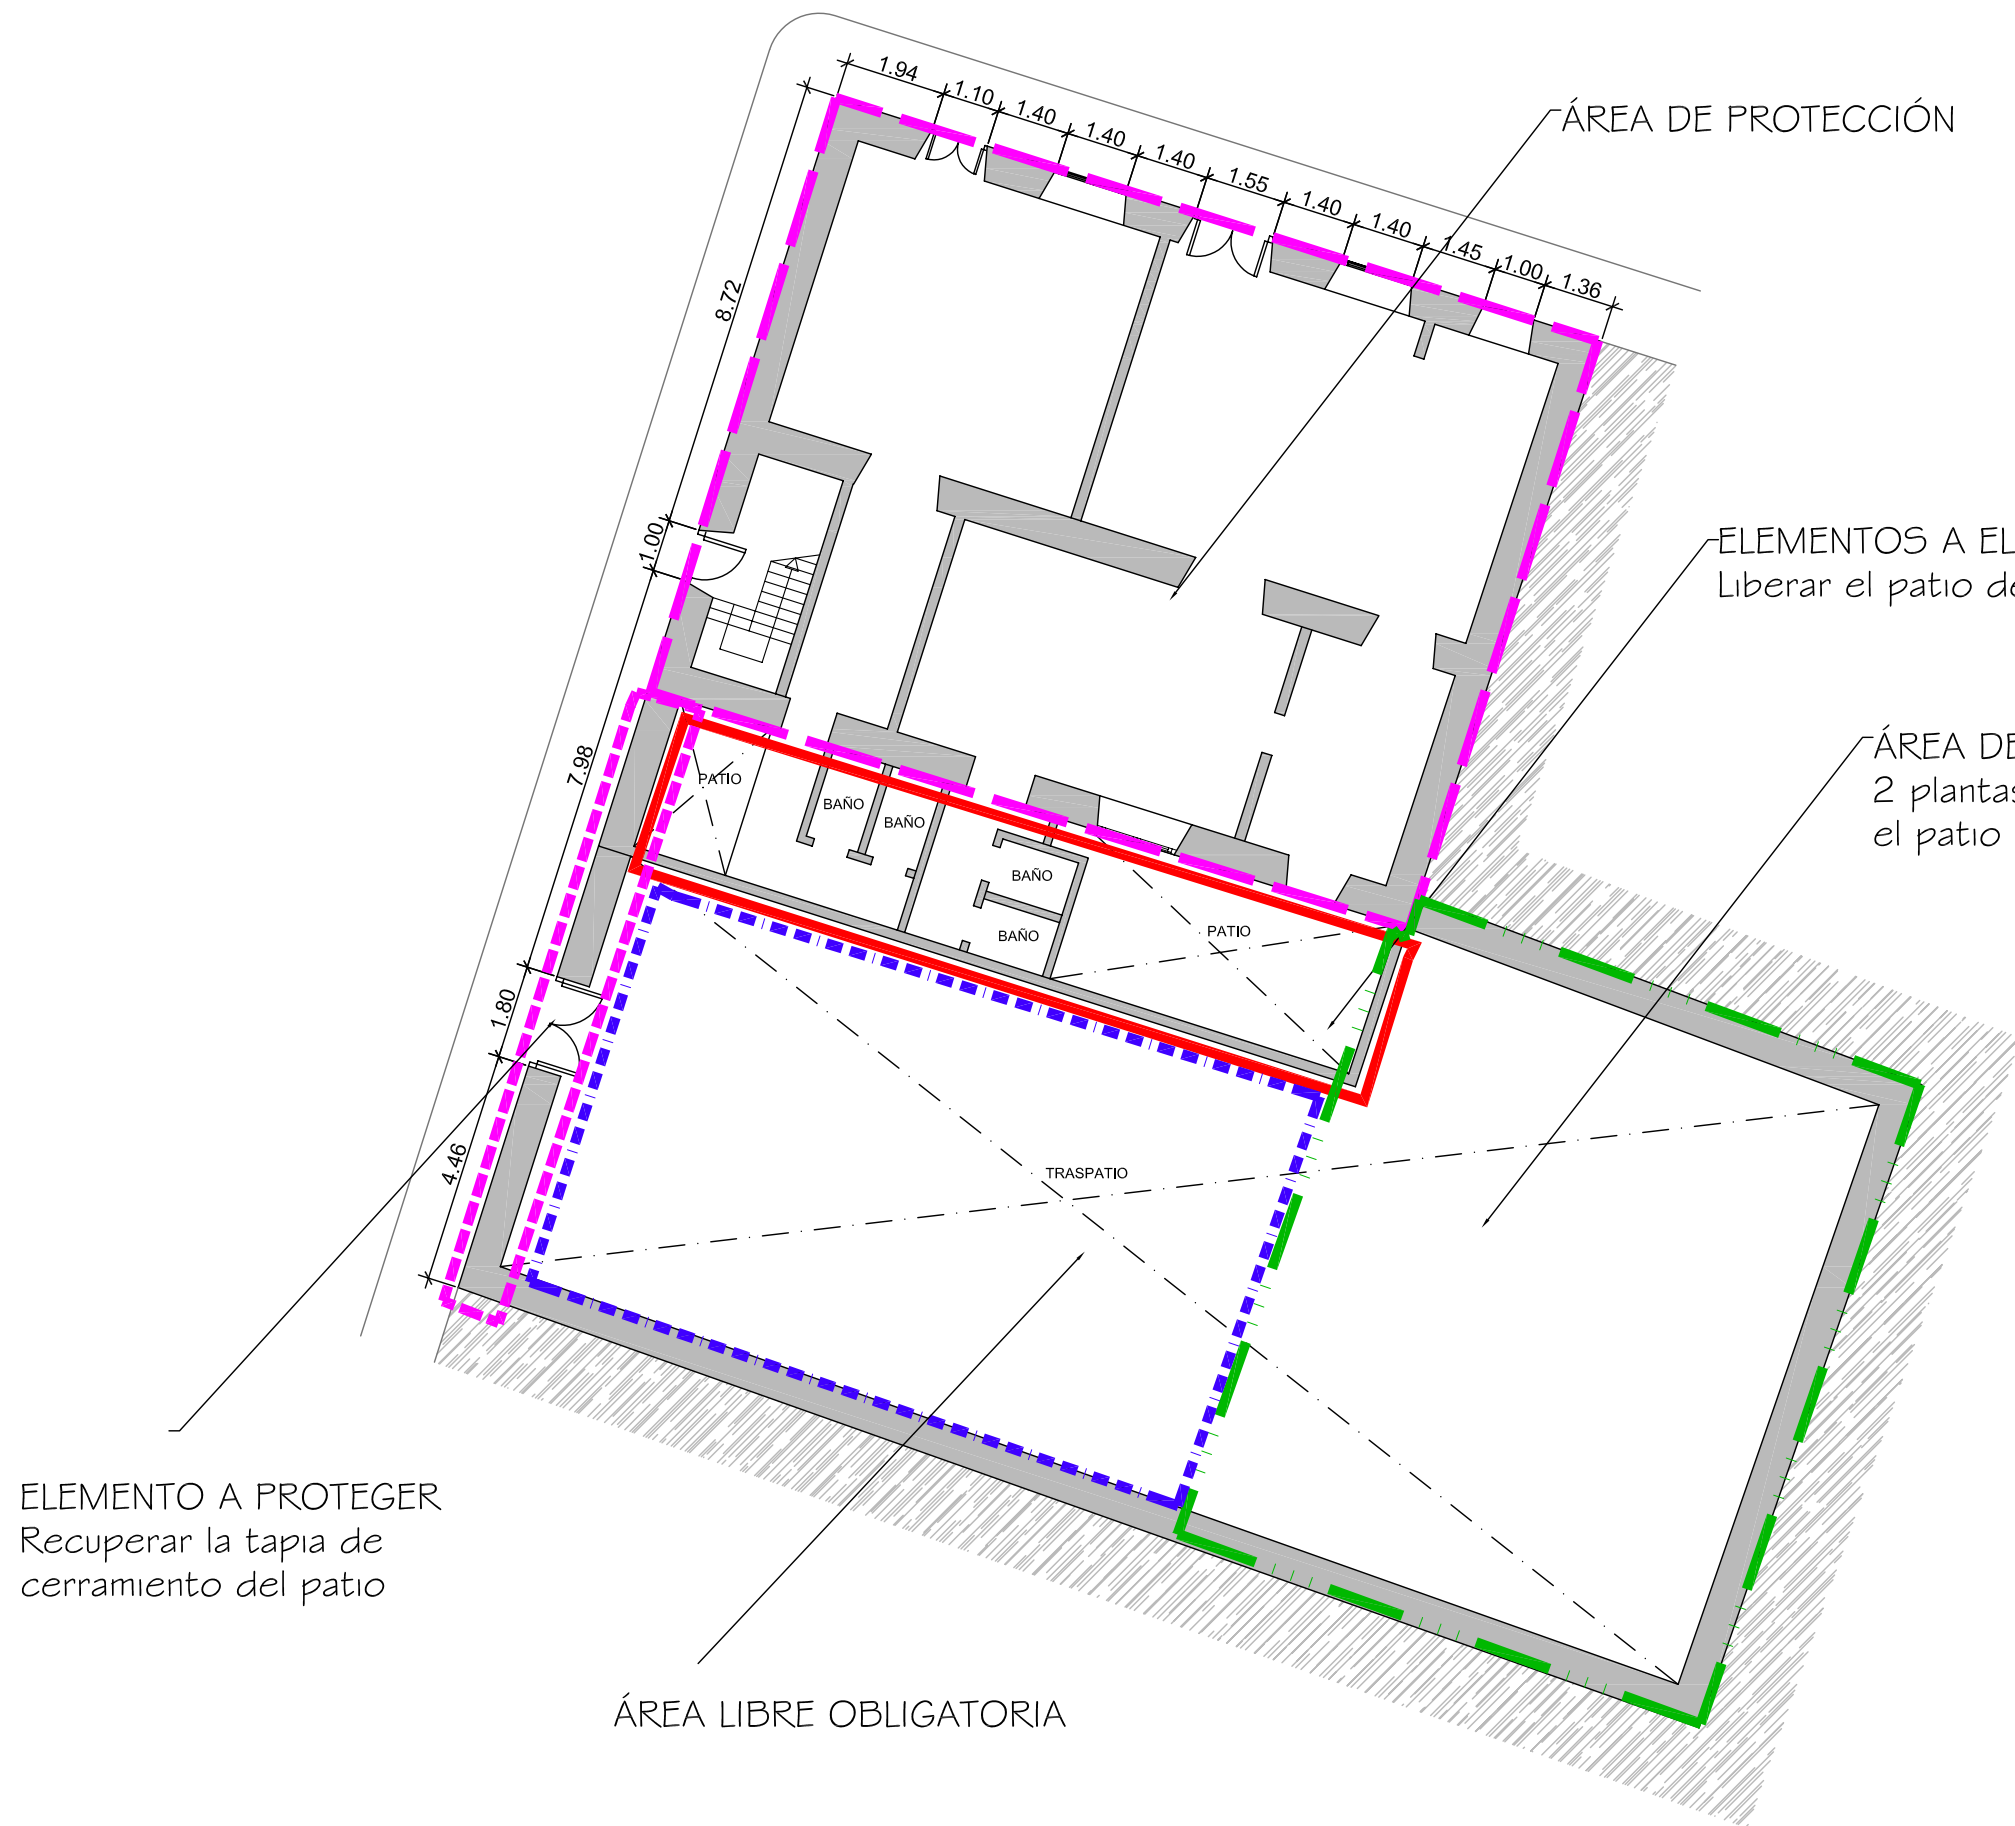 1.94
1.10
1.40
1.40
1.40
1.55
1.40
1.40
1.45
1.00
1.36
ÁREA DE PROTECCIÓN
8.72
1.00
7.98
1.80
4.46
ELEMENTOS A EL
Liberar el patio de
ÁREA DE
2 plantas
el patio
PATIO
BAÑO
BAÑO
BAÑO
BAÑO
PATIO
TRASPATIO
ELEMENTO A PROTEGER
Recuperar la tapia de
cerramiento del patio
ÁREA LIBRE OBLIGATORIA